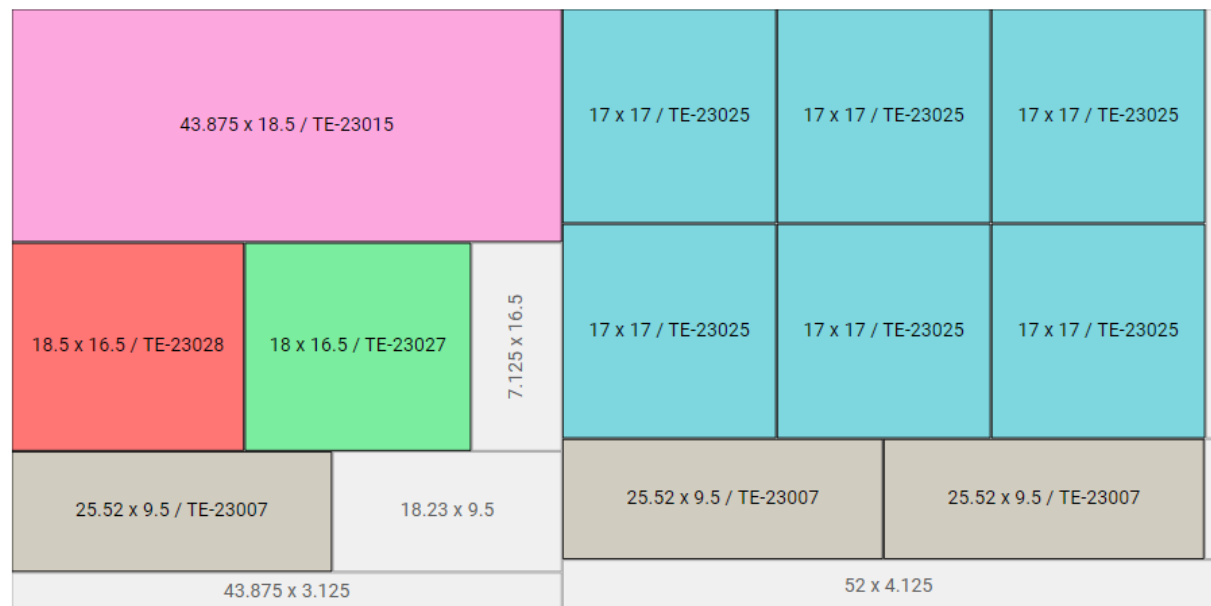 43.875 x 18.5 / TE-23015
17 x 17 / TE-23025
17 x 17 / TE-23025
17 x 17 / TE-23025
18.5 x 16.5 / TE-23028
18 x 16.5 / TE-23027
7.125 x 16.5
17 x 17 / TE-23025
17 x 17 / TE-23025
17 x 17 / TE-23025
25.52 x 9.5 / TE-23007
18.23 x 9.5
25.52 x 9.5 / TE-23007
25.52 x 9.5 / TE-23007
43.875 x 3.125
52 x 4.125